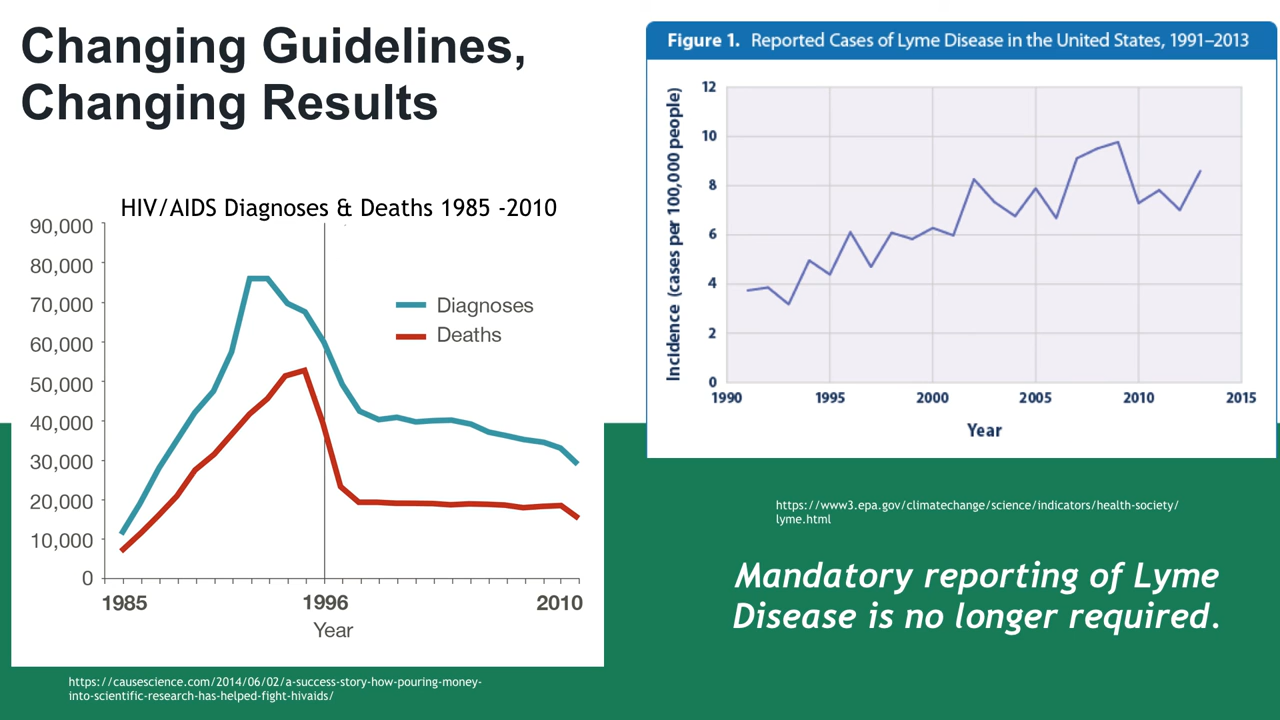 Changing Guidelines,
Changing Results
HIV/AIDS Diagnoses & Deaths 1985 -2010
90,000
80,000
70,000
60,000
50,000
40,000
30,000
20,000
10,000
0
Diagnoses
Deaths
1985
1996
2010
Year
https://causescience.com/2014/06/02/a-success-story-how-pouring-money-
into-scientific-research-has-helped-fight-hivaids/
Figure 1. Reported Cases of Lyme Disease in the United States, 1991–2013
Incidence (cases per 100,000 people)
12
10
8
6
4
2
0
1990
1995
2000
2005
2010
2015
Year
https://www3.epa.gov/climatechange/science/indicators/health-society/
lyme.html
Mandatory reporting of Lyme
Disease is no longer required.